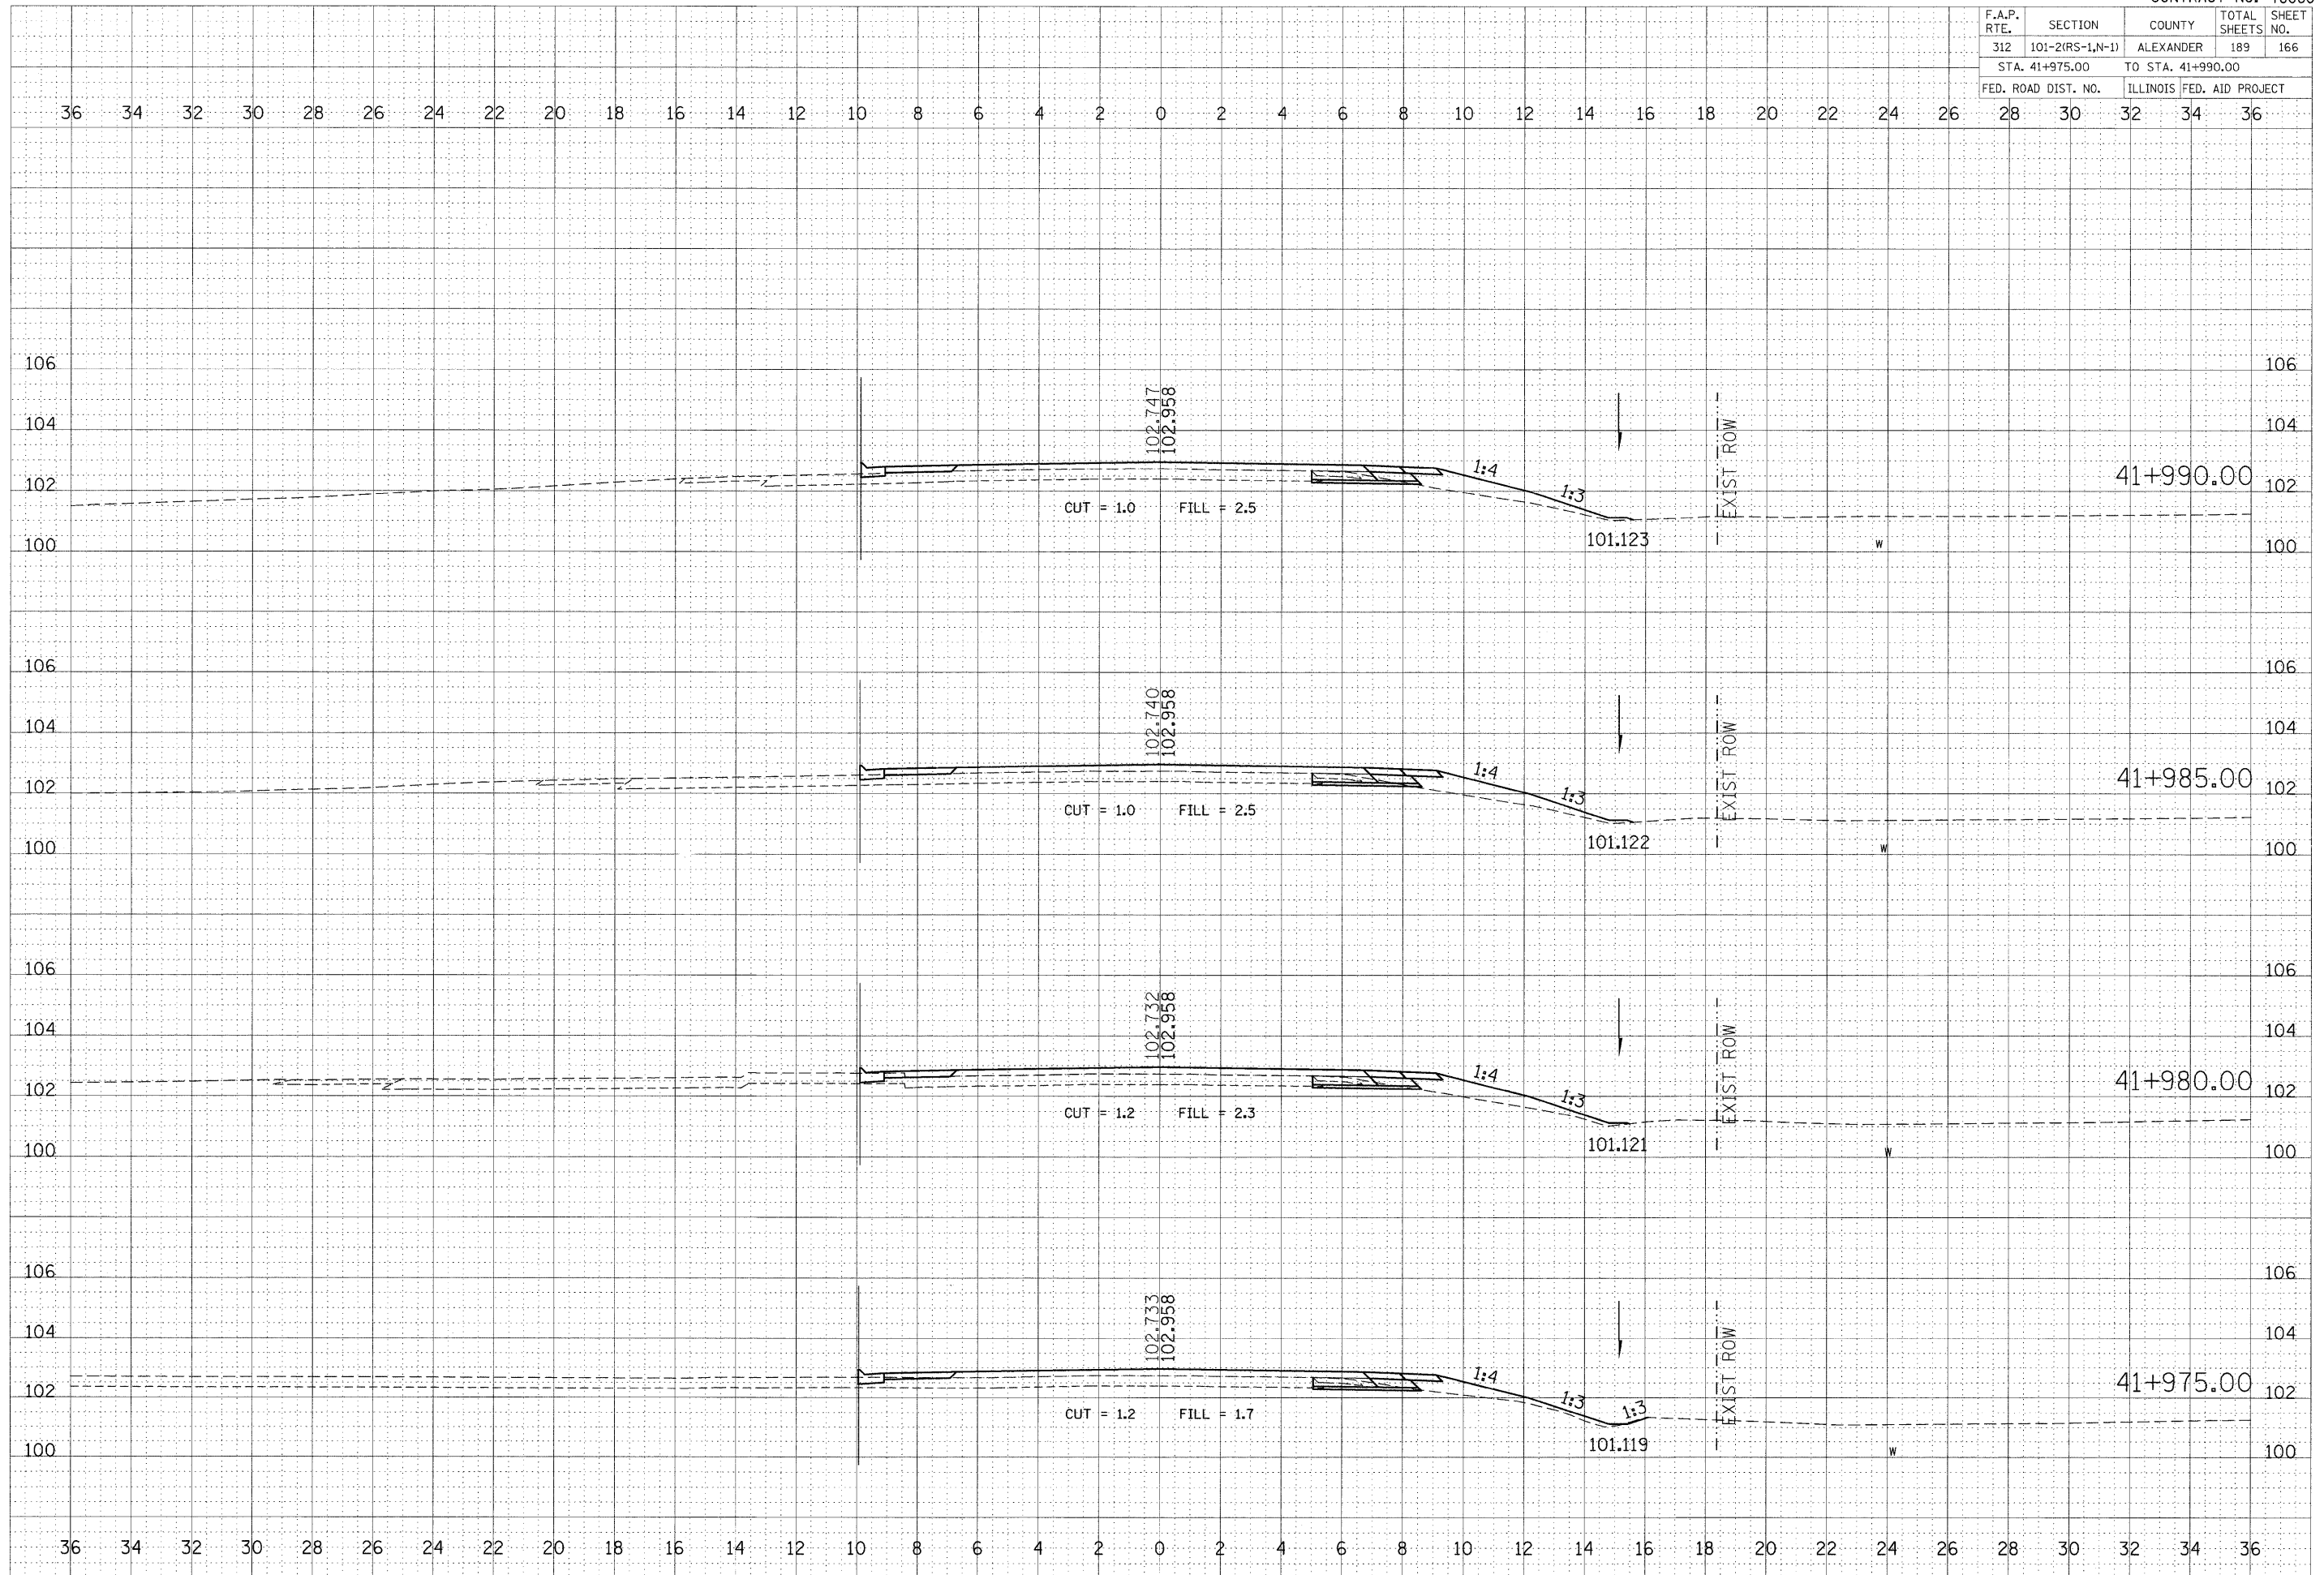 F.A.P. RTE. SECTION COUNTY TOTAL SHEETS SHEET NO.
312 101-2(RS-1,N-1) ALEXANDER 189 166
STA. 41+975.00 TO STA. 41+990.00
FED. ROAD DIST. NO. ILLINOIS FED. AID PROJECT
36 34 32 30 28 26 24 22 20 18 16 14 12 10 8 6 4 2 0 2 4 6 8 10 12 14 16 18 20 22 24 26 28 30 32 34 36
106 106
102.747
102.958
104 104
EXIST ROW
1:4
41+990.00
102 102
1:3
CUT = 1.0 FILL = 2.5
101.123
W
100 100
106 106
102.740
102.958
104 104
EXIST ROW
1:4
41+985.00
102 102
1:3
CUT = 1.0 FILL = 2.5
101.122
W
100 100
106 106
102.732
102.958
104 104
EXIST ROW
1:4
41+980.00
102 102
1:3
CUT = 1.2 FILL = 2.3
101.121
W
100 100
106 106
102.733
102.958
104 104
EXIST ROW
1:4
41+975.00
102 102
1:3
1:3
CUT = 1.2 FILL = 1.7
101.119
W
100 100
36 34 32 30 28 26 24 22 20 18 16 14 12 10 8 6 4 2 0 2 4 6 8 10 12 14 16 18 20 22 24 26 28 30 32 34 36